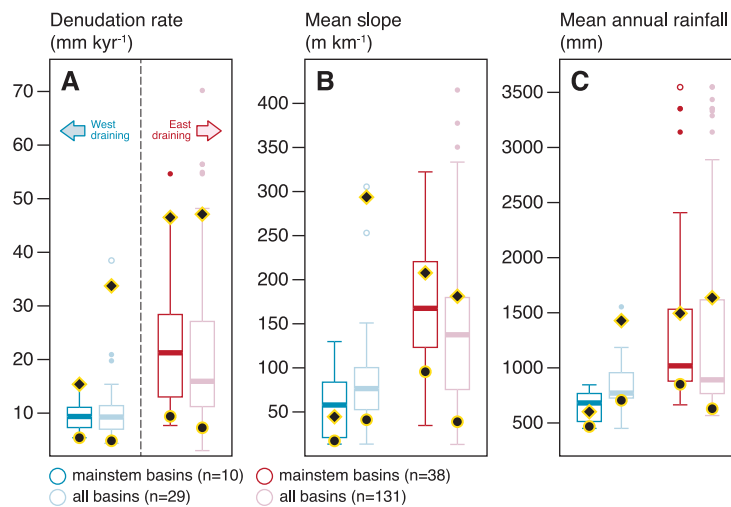 Denudation rate
(mm kyr⁻¹)
Mean slope
(m km⁻¹)
Mean annual rainfall
(mm)
A
West
draining
East
draining
70
60
50
40
30
20
10
B
400
300
250
200
150
100
50
C
3500
3000
2000
1500
1000
500
mainstem basins (n=10)
all basins (n=29)
mainstem basins (n=38)
all basins (n=131)